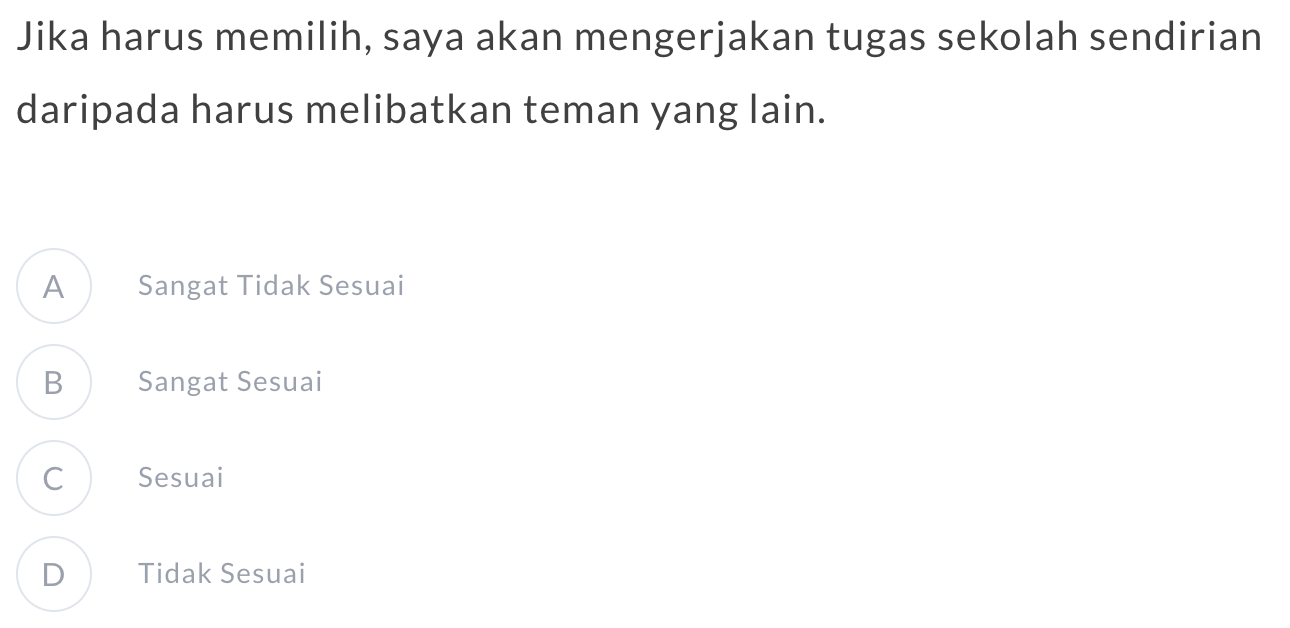 Jika harus memilih, saya akan mengerjakan tugas sekolah sendirian
daripada harus melibatkan teman yang lain.
A Sangat Tidak Sesuai
B Sangat Sesuai
C Sesuai
D Tidak Sesuai